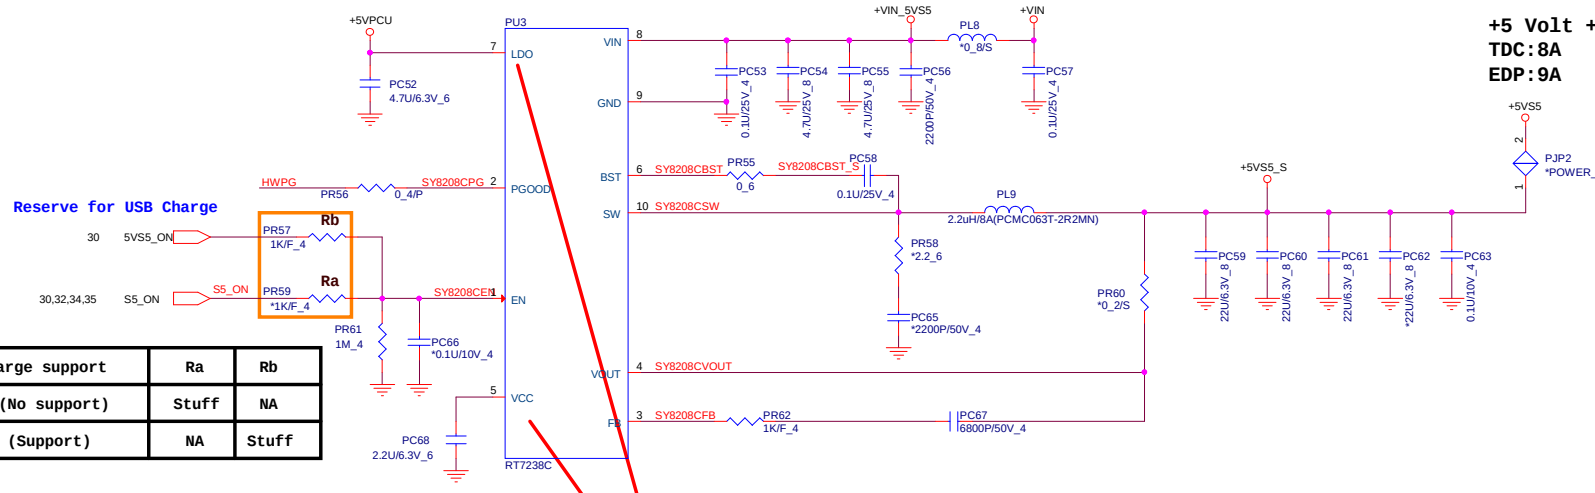 +5VPCU
PU3
+VIN_5VS5
+VIN
+5 Volt +
TDC:8A
EDP:9A
7
LDO
VIN
8
PL8
*0_8/S
PC52
4.7U/6.3V_6
PC53
0.1U/25V_4
PC54
4.7U/25V_8
PC55
4.7U/25V_8
PC56
2200P/50V_4
PC57
0.1U/25V_4
GND
9
+5VS5
2
PJP2
*POWER_
1
HWPG
PR56
0_4/P
SY8208CPG
2
PGOOD
BST
6
SY8208CBST
PR55
0_6
SY8208CBST_S
PC58
0.1U/25V_4
+5VS5_S
Reserve for USB Charge
SW
10
SY8208CSW
PL9
2.2uH/8A(PCMC063T-2R2MN)
30
5VS5_ON
PR57
1K/F_4
Rb
PR58
*2.2_6
PC59
22U/6.3V_8
PC60
22U/6.3V_8
PC61
22U/6.3V_8
PC62
*22U/6.3V_8
PC63
0.1U/10V_4
30,32,34,35
S5_ON
S5_ON
PR59
*1K/F_4
Ra
SY8208CEN
1
EN
PR60
*0_2/S
PR61
1M_4
PC66
*0.1U/10V_4
PC65
*2200P/50V_4
arge support
Ra
Rb
(No support)
Stuff
NA
(Support)
NA
Stuff
VOUT
4
SY8208CVOUT
5
VCC
FB
3
SY8208CFB
PR62
1K/F_4
PC67
6800P/50V_4
PC68
2.2U/6.3V_6
RT7238C